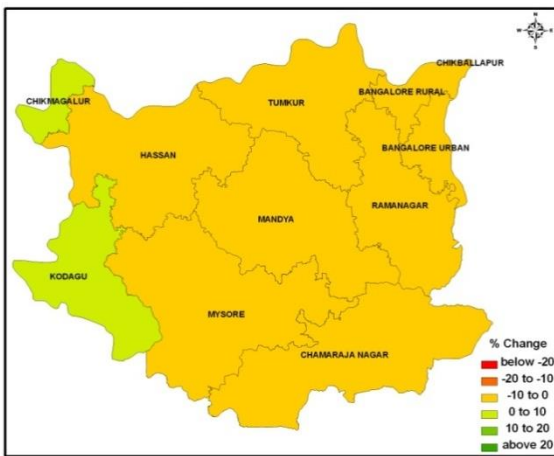 N
W E
S
CHIKBALLAPUR
CHIKMAGALUR
TUMKUR
BANGALORE RURAL
HASSAN
BANGALORE URBAN
MANDYA
RAMANAGAR
KODAGU
MYSORE
CHAMARAJA NAGAR
% Change
below -20
-20 to -10
-10 to 0
0 to 10
10 to 20
above 20